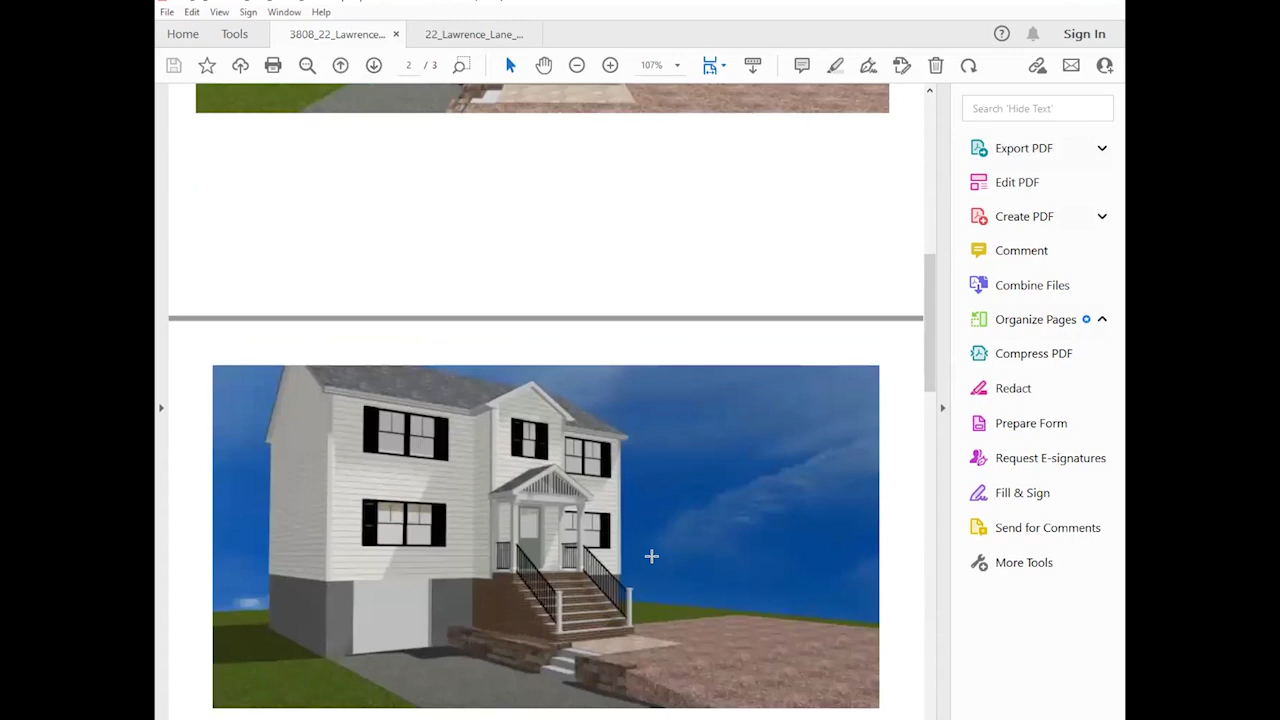 File Edit View Sign Window Help
Home Tools 3808_22_Lawrence... × 22_Lawrence_Lane_... Sign In
2 / 3 107%
Search 'Hide Text'
Export PDF
Edit PDF
Create PDF
Comment
Combine Files
Organize Pages
Compress PDF
Redact
Prepare Form
Request E-signatures
Fill & Sign
Send for Comments
More Tools